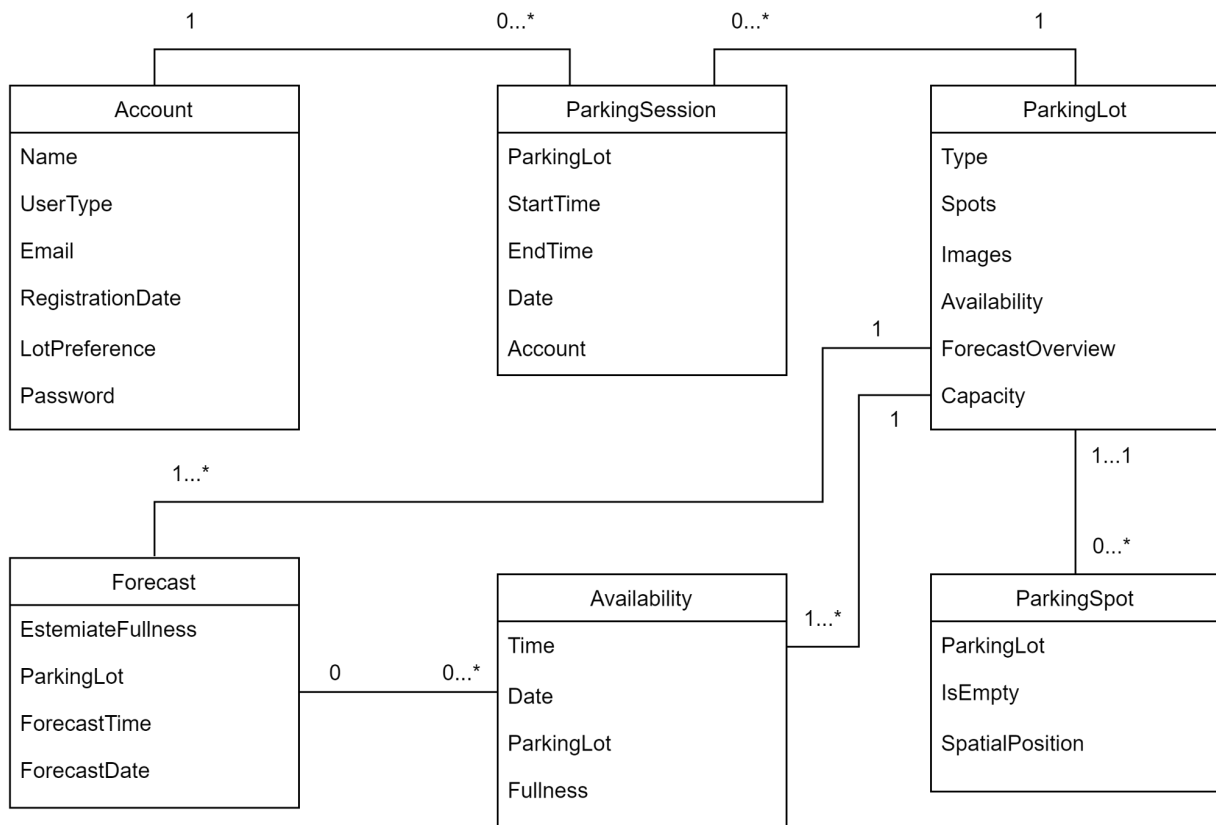 1
0...*
0...*
1
Account
Name
UserType
Email
RegistrationDate
LotPreference
Password
ParkingSession
ParkingLot
StartTime
EndTime
Date
Account
ParkingLot
Type
Spots
Images
Availability
ForecastOverview
Capacity
1
1
1...*
1...1
0...*
Forecast
EstemiateFullness
ParkingLot
ForecastTime
ForecastDate
0
0...*
Availability
Time
Date
ParkingLot
Fullness
1...*
ParkingSpot
ParkingLot
IsEmpty
SpatialPosition